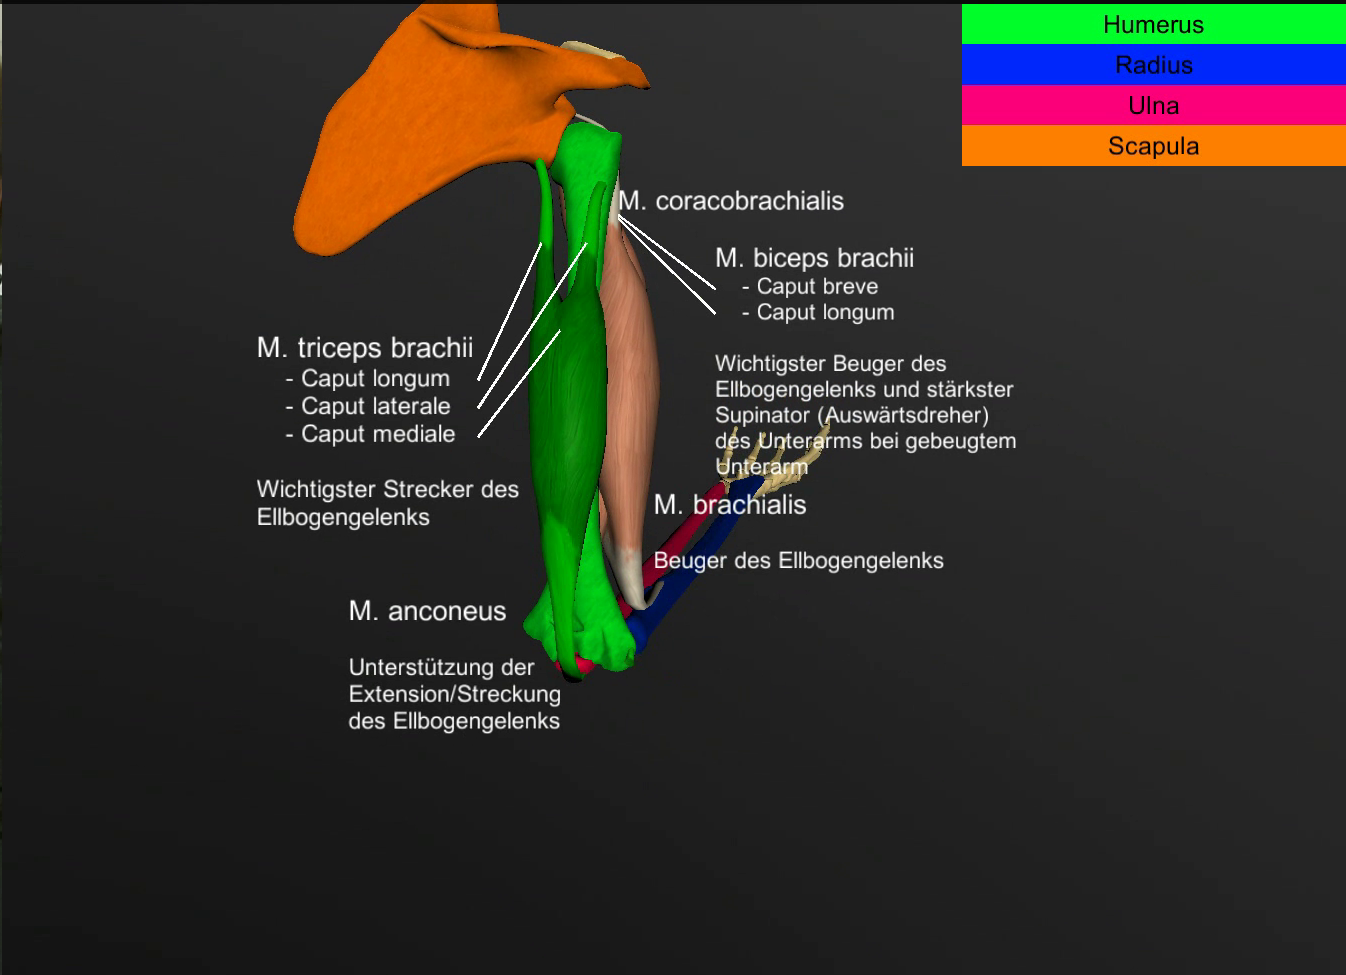 Humerus
Radius
Ulna
Scapula
M. coracobrachialis
M. biceps brachii
- Caput breve
- Caput longum
Wichtigster Beuger des
Ellbogengelenks und stärkster
Supinator (Auswärtsdreher)
des Unterarms bei gebeugtem
Unterarm
M. triceps brachii
- Caput longum
- Caput laterale
- Caput mediale
Wichtigster Strecker des
Ellbogengelenks
M. brachialis
Beuger des Ellbogengelenks
M. anconeus
Unterstützung der
Extension/Streckung
des Ellbogengelenks